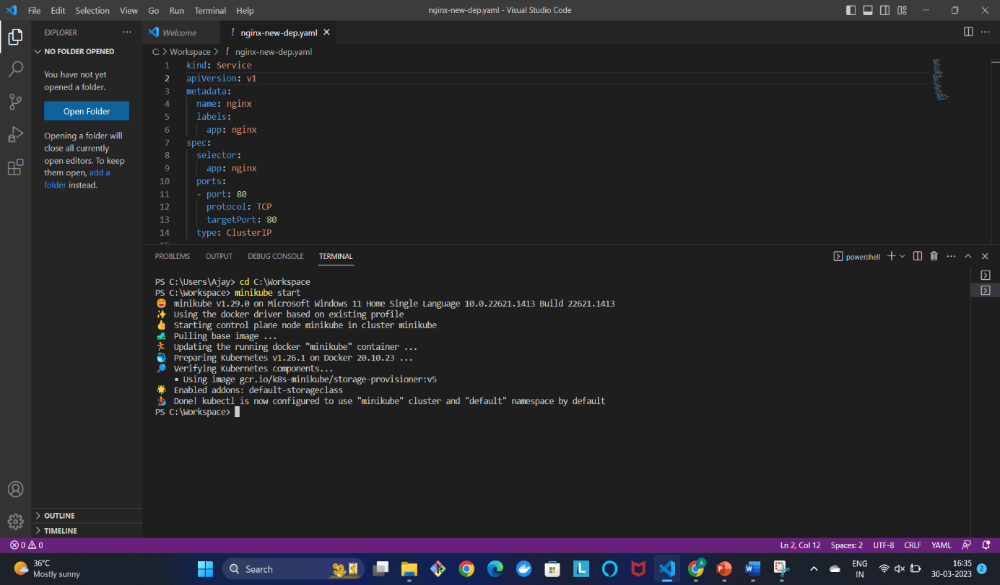 File Edit Selection View Go Run Terminal Help nginx-new-dep.yaml - Visual Studio Code
EXPLORER
NO FOLDER OPENED
You have not yet
opened a folder.
Open Folder
Opening a folder will
close all currently
open editors. To keep
them open, add a
folder instead.
OUTLINE
TIMELINE
Welcome ! nginx-new-dep.yaml
C: > Workspace > ! nginx-new-dep.yaml
1 kind: Service
2 apiVersion: v1
3 metadata:
4 name: nginx
5 labels:
6 app: nginx
7 spec:
8 selector:
9 app: nginx
10 ports:
11 - port: 80
12 protocol: TCP
13 targetPort: 80
14 type: ClusterIP
PROBLEMS OUTPUT DEBUG CONSOLE TERMINAL powershell
PS C:\Users\Ajay> cd C:\Workspace
PS C:\Workspace> minikube start
minikube v1.29.0 on Microsoft Windows 11 Home Single Language 10.0.22621.1413 Build 22621.1413
Using the docker driver based on existing profile
Starting control plane node minikube in cluster minikube
Pulling base image ...
Updating the running docker "minikube" container ...
Preparing Kubernetes v1.26.1 on Docker 20.10.23 ...
Verifying Kubernetes components...
▪ Using image gcr.io/k8s-minikube/storage-provisioner:v5
Enabled addons: default-storageclass
Done! kubectl is now configured to use "minikube" cluster and "default" namespace by default
PS C:\Workspace>
0 0 Ln 2, Col 12 Spaces: 2 UTF-8 CRLF YAML
36°C
Mostly sunny
Search
L
A
P
W
ENG
IN
16:35
30-03-2023
2